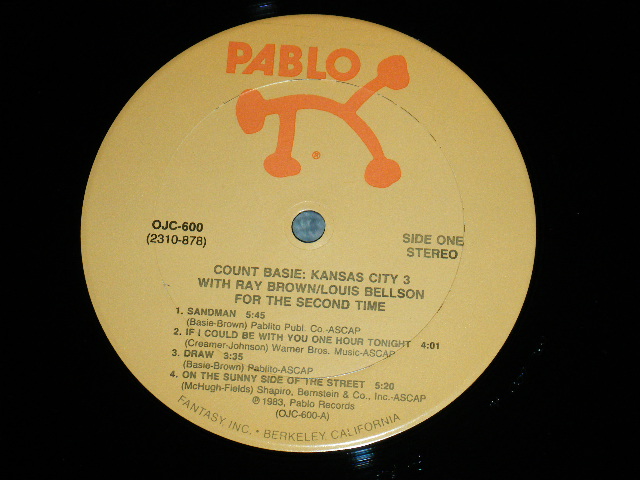 PABLO
®
OJC-600
(2310-878)
SIDE ONE
STEREO
COUNT BASIE: KANSAS CITY 3
WITH RAY BROWN/LOUIS BELLSON
FOR THE SECOND TIME
1. SANDMAN 5:45
(Basie-Brown) Pablito Publ. Co.-ASCAP
2. IF I COULD BE WITH YOU ONE HOUR TONIGHT 4:01
(Creamer-Johnson) Warner Bros. Music-ASCAP
3. DRAW 3:35
(Basie-Brown) Pablito-ASCAP
4. ON THE SUNNY SIDE OF THE STREET 5:20
(McHugh-Fields) Shapiro, Bernstein & Co., Inc.-ASCAP
℗ 1983, Pablo Records
(OJC-600-A)
FANTASY INC. • BERKELEY, CALIFORNIA